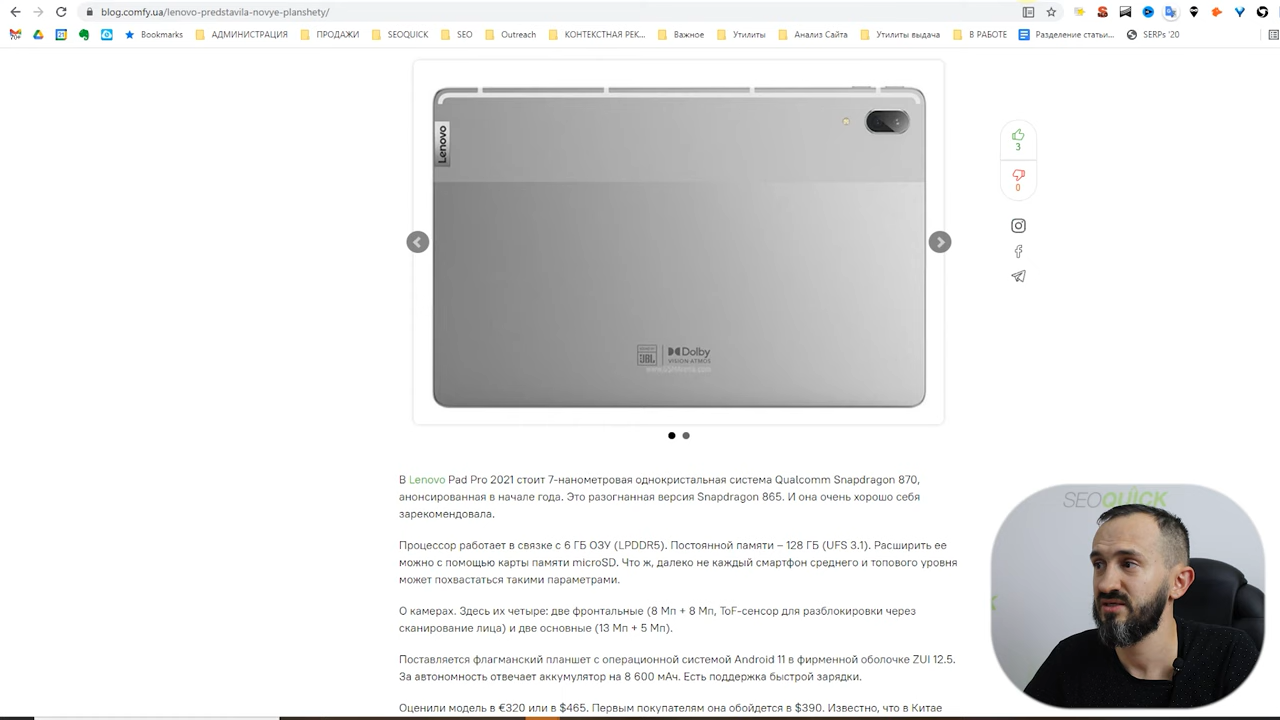 blog.comfy.ua/lenovo-predstavila-novye-planshety/
Bookmarks АДМИНИСТРАЦИЯ ПРОДАЖИ SEOQUICK SEO Outreach КОНТЕКСТНАЯ РЕК... Важное Утилиты Анализ Сайта Утилиты выдача В РАБОТЕ Разделение статьи... SERPs '20
Lenovo
3
0
JBL Dolby
VISION ATMOS
В Lenovo Pad Pro 2021 стоит 7-нанометровая однокристальная система Qualcomm Snapdragon 870,
анонсированная в начале года. Это разогнанная версия Snapdragon 865. И она очень хорошо себя
зарекомендовала.
Процессор работает в связке с 6 ГБ ОЗУ (LPDDR5). Постоянной памяти – 128 ГБ (UFS 3.1). Расширить ее
можно с помощью карты памяти microSD. Что ж, далеко не каждый смартфон среднего и топового уровня
может похвастаться такими параметрами.
О камерах. Здесь их четыре: две фронтальные (8 Мп + 8 Мп, ToF-сенсор для разблокировки через
сканирование лица) и две основные (13 Мп + 5 Мп).
Поставляется флагманский планшет с операционной системой Android 11 в фирменной оболочке ZUI 12.5.
За автономность отвечает аккумулятор на 8 600 мАч. Есть поддержка быстрой зарядки.
Оценили модель в €320 или в $465. Первым покупателям она обойдется в $390. Известно, что в Китае
SEOQUICK